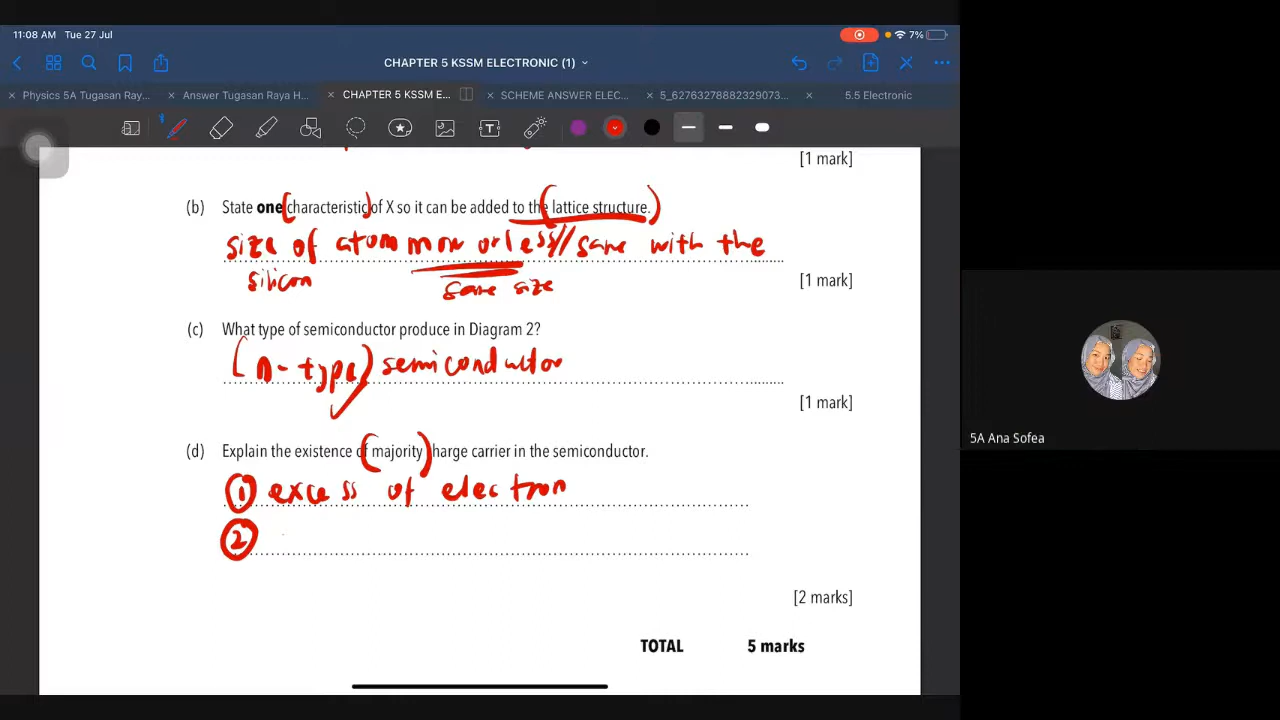 11:08 AM Tue 27 Jul
7%
CHAPTER 5 KSSM ELECTRONIC (1)
Physics 5A Tugasan Ray...
Answer Tugasan Raya H...
CHAPTER 5 KSSM E...
SCHEME ANSWER ELEC...
5_62763278882329073...
5.5 Electronic
[1 mark]
(b) State one characteristic of X so it can be added to the lattice structure.
size of atom more or less // same with the
silicon same size
[1 mark]
(c) What type of semiconductor produce in Diagram 2?
(n-type) semiconductor
[1 mark]
(d) Explain the existence of majority charge carrier in the semiconductor.
1 excess of electron
2
[2 marks]
TOTAL 5 marks
5A Ana Sofea